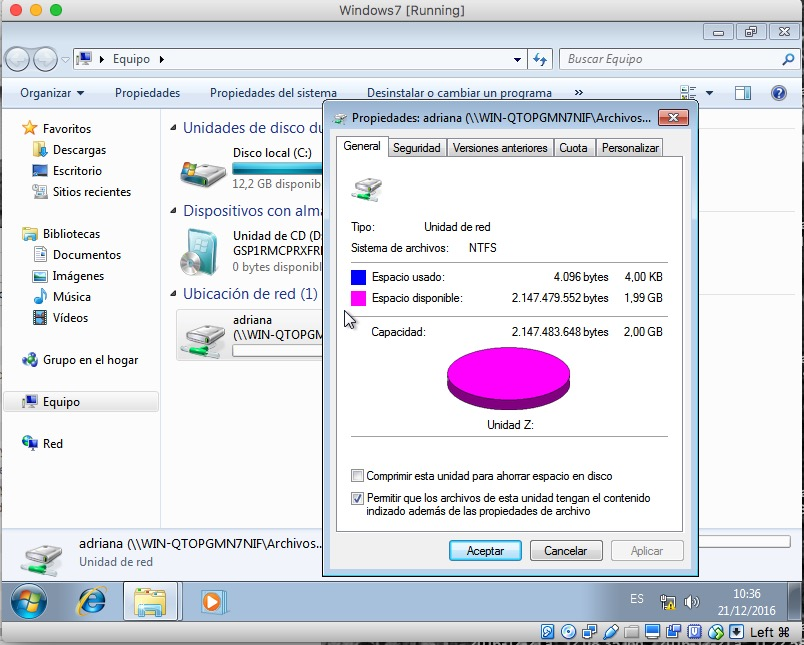 Windows7 [Running]
Equipo
Buscar Equipo
Organizar
Propiedades
Propiedades del sistema
Desinstalar o cambiar un programa
»
Favoritos
Descargas
Escritorio
Sitios recientes
Bibliotecas
Documentos
Imágenes
Música
Vídeos
Grupo en el hogar
Equipo
Red
Unidades de disco du
Disco local (C:)
12,2 GB disponib
Dispositivos con alma
Unidad de CD (D:
GSP1RMCPRXFRE
0 bytes disponibl
Ubicación de red (1)
adriana
(\\WIN-QTOPGM
Propiedades: adriana (\\WIN-QTOPGMN7NIF\Archivos...
General
Seguridad
Versiones anteriores
Cuota
Personalizar
Tipo: Unidad de red
Sistema de archivos: NTFS
Espacio usado: 4.096 bytes 4,00 KB
Espacio disponible: 2.147.479.552 bytes 1,99 GB
Capacidad: 2.147.483.648 bytes 2,00 GB
Unidad Z:
Comprimir esta unidad para ahorrar espacio en disco
Permitir que los archivos de esta unidad tengan el contenido
indizado además de las propiedades de archivo
Aceptar
Cancelar
Aplicar
adriana (\\WIN-QTOPGMN7NIF\Archivos...
Unidad de red
ES
10:36
21/12/2016
Left ⌘